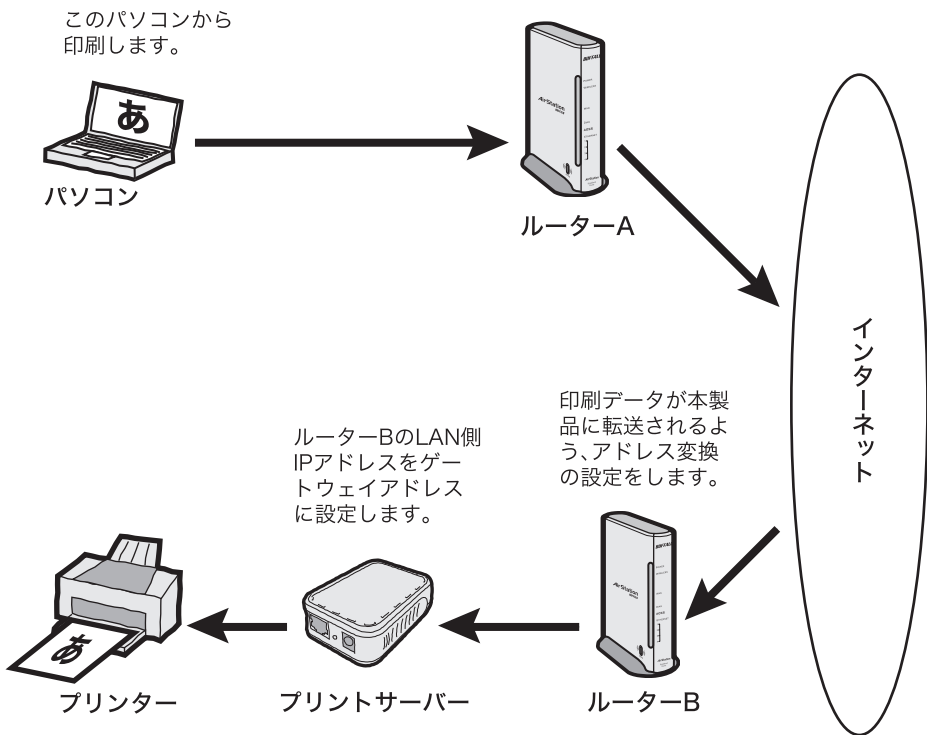 このパソコンから
印刷します。
あ
パソコン
BUFFALO
AirStation
ルーターA
インターネット
印刷データが本製
品に転送されるよ
う、アドレス変換
の設定をします。
ルーターBのLAN側
IPアドレスをゲー
トウェイアドレス
に設定します。
BUFFALO
AirStation
あ
プリンター
プリントサーバー
ルーターB